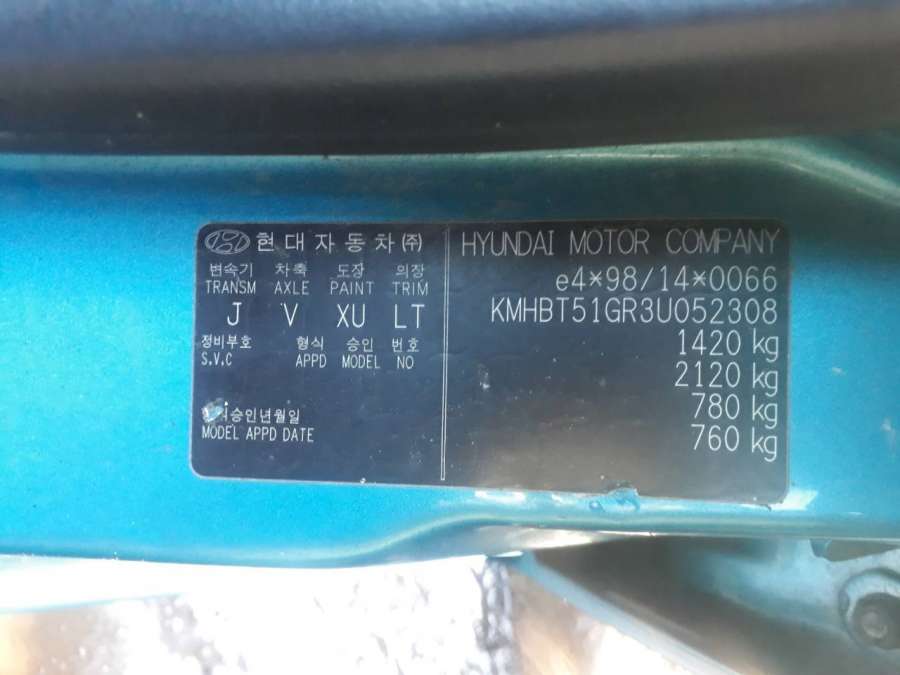 현대자동차(주)
변속기 차축 도장 의장
TRANSM AXLE PAINT TRIM
J V XU LT
정비부호 형식 승인 번호
S.V.C APPD MODEL NO
승인년월일
MODEL APPD DATE
HYUNDAI MOTOR COMPANY
e4*98/14*0066
KMHBT51GR3U052308
1420 kg
2120 kg
780 kg
760 kg